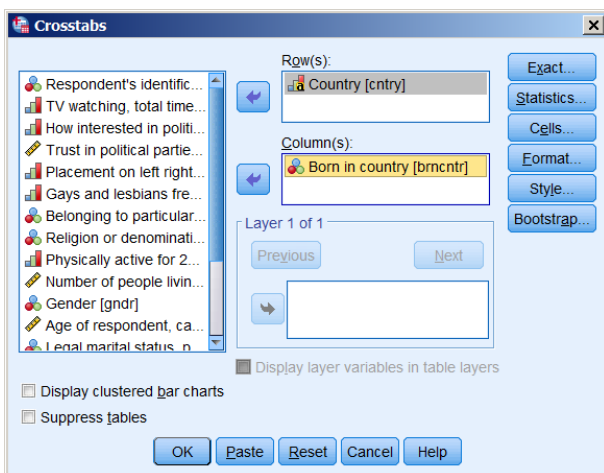 Crosstabs
Respondent's identific...
TV watching, total time...
How interested in politi...
Trust in political partie...
Placement on left right...
Gays and lesbians fre...
Belonging to particular...
Religion or denominati...
Physically active for 2...
Number of people livin...
Gender [gndr]
Age of respondent, ca...
Legal marital status, p...
Row(s):
Country [cntry]
Column(s):
Born in country [brncntr]
Layer 1 of 1
Previous
Next
Display layer variables in table layers
Exact...
Statistics...
Cells...
Format...
Style...
Bootstrap...
Display clustered bar charts
Suppress tables
OK Paste Reset Cancel Help